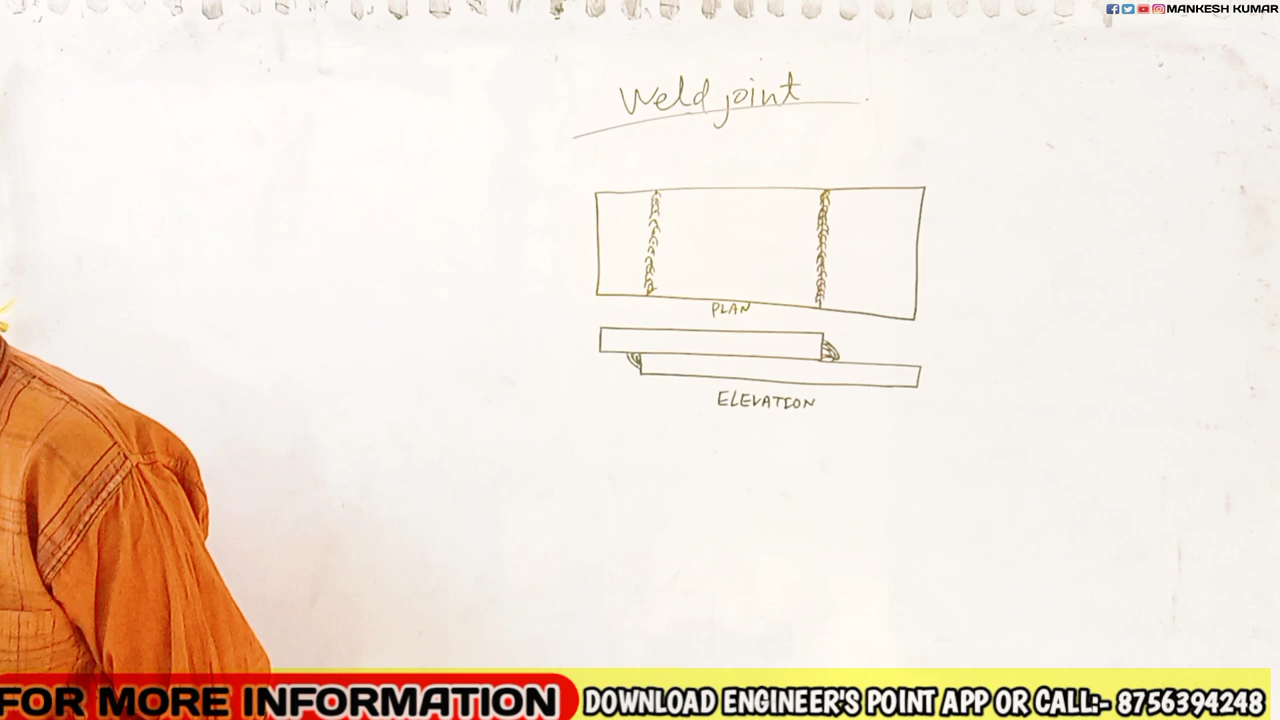 MANKESH KUMAR
Weld joint
PLAN
ELEVATION
FOR MORE INFORMATION DOWNLOAD ENGINEER'S POINT APP OR CALL:- 8756394248